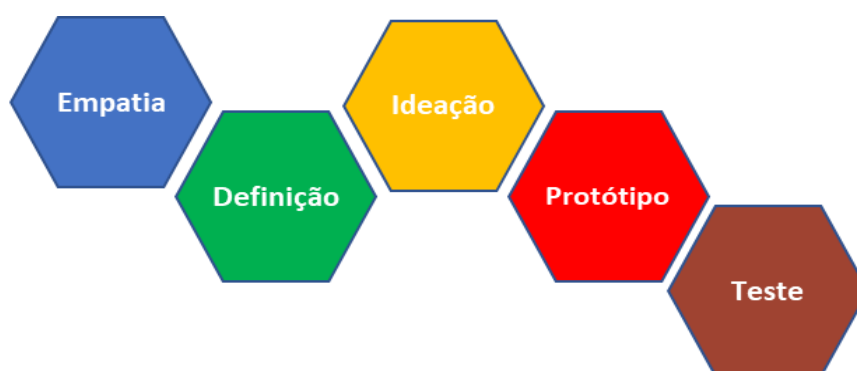 Empatia
Definição
Ideação
Protótipo
Teste